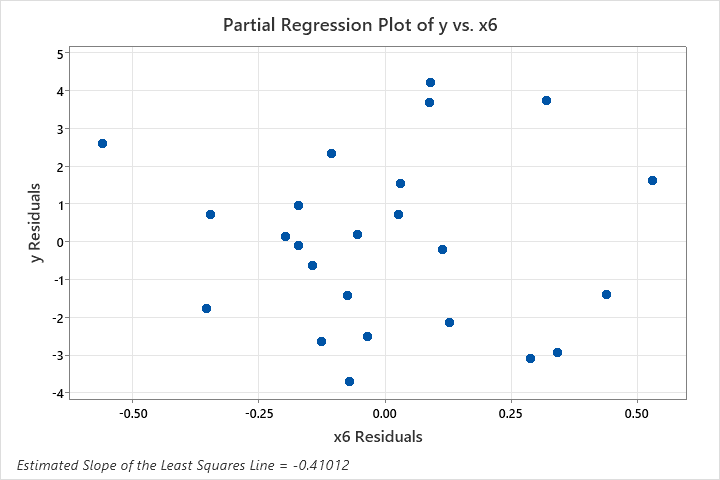 Partial Regression Plot of y vs. x6
5
4
3
2
1
0
-1
-2
-3
-4
y Residuals
-0.50 -0.25 0.00 0.25 0.50
x6 Residuals
Estimated Slope of the Least Squares Line = -0.41012